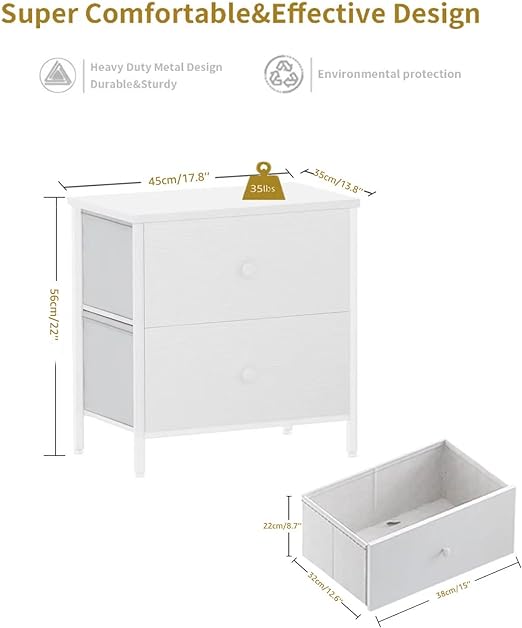 Super Comfortable&Effective Design
Heavy Duty Metal Design
Durable&Sturdy
Environmental protection
45cm/17.8''
35lbs
35cm/13.8''
56cm/22''
22cm/8.7''
32cm/12.6''
38cm/15''